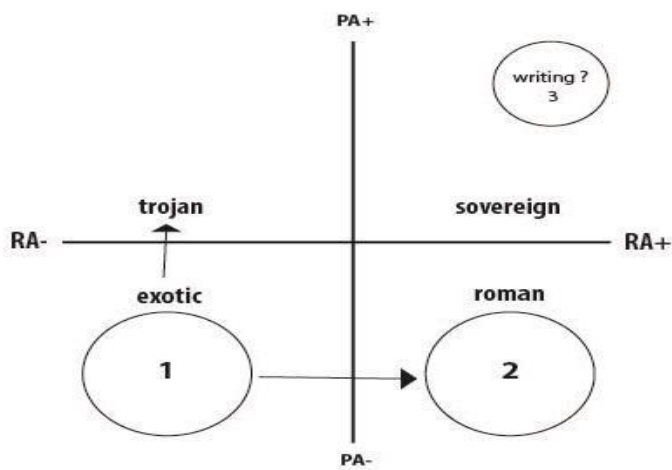 PA+
writing ?
3
trojan
sovereign
RA-
RA+
exotic
roman
1
2
PA-